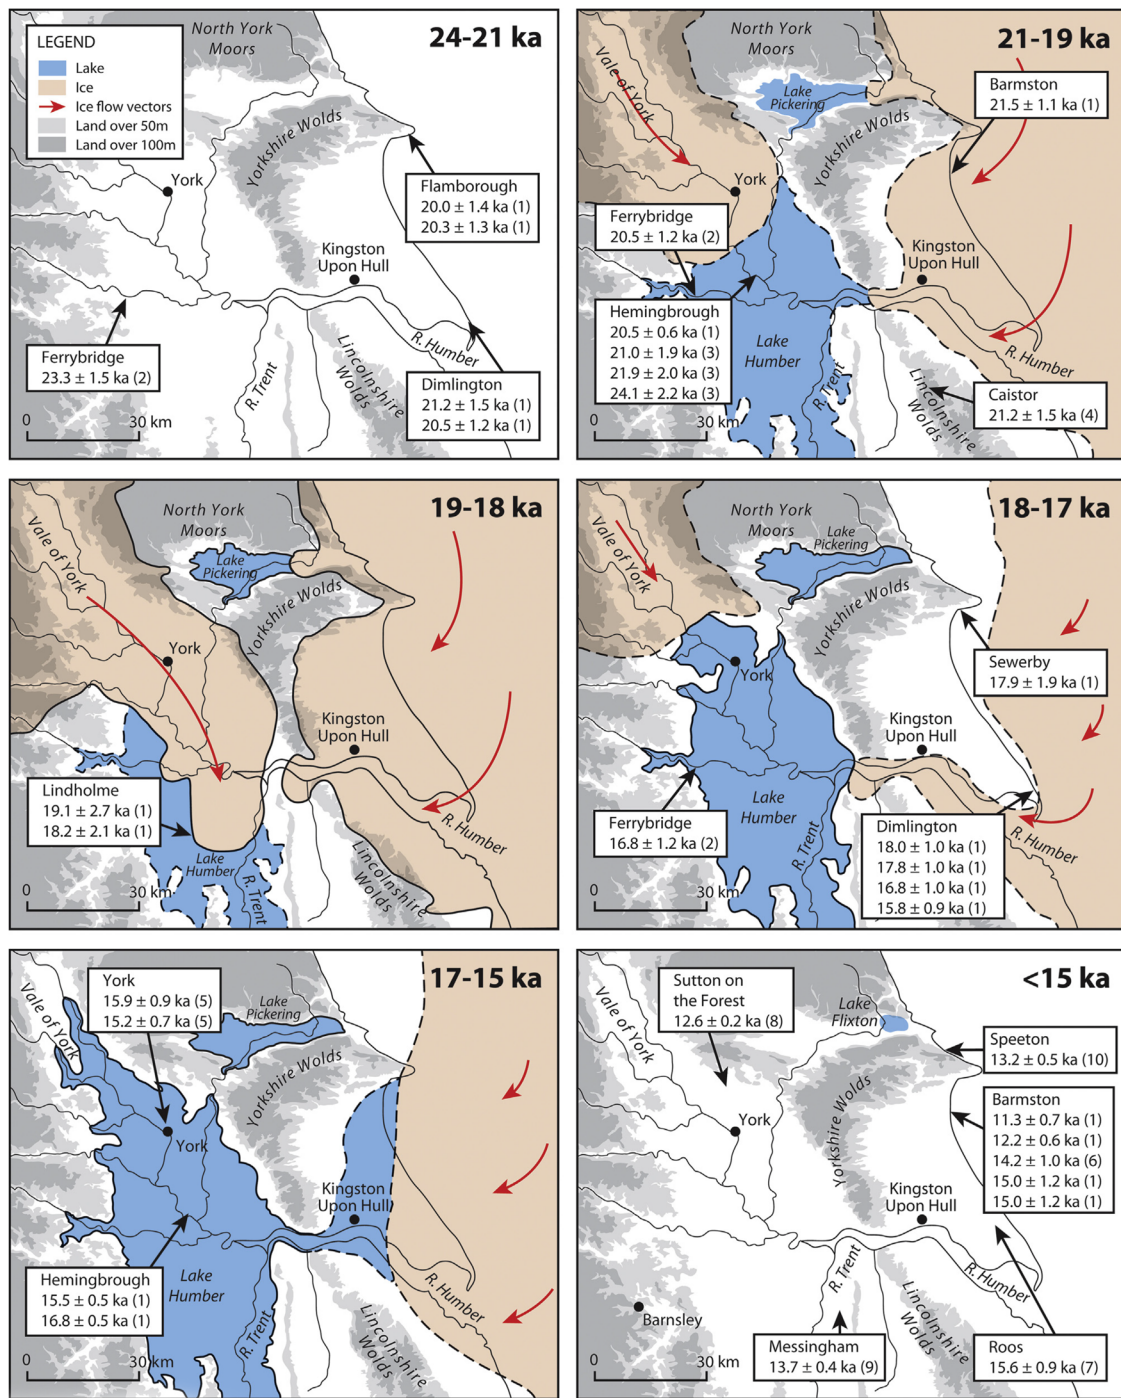 24-21 ka
LEGEND
Lake
Ice
Ice flow vectors
Land over 50m
Land over 100m
North York
Moors
Yorkshire Wolds
York
Flamborough
20.0 ± 1.4 ka (1)
20.3 ± 1.3 ka (1)
Kingston
Upon Hull
Ferrybridge
23.3 ± 1.5 ka (2)
R. Trent
Lincolnshire
Wolds
R. Humber
Dimlington
21.2 ± 1.5 ka (1)
20.5 ± 1.2 ka (1)
0 30 km
21-19 ka
North York
Moors
Vale of York
Lake
Pickering
Yorkshire Wolds
Barmston
21.5 ± 1.1 ka (1)
York
Ferrybridge
20.5 ± 1.2 ka (2)
Kingston
Upon Hull
Hemingbrough
20.5 ± 0.6 ka (1)
21.0 ± 1.9 ka (3)
21.9 ± 2.0 ka (3)
24.1 ± 2.2 ka (3)
Lake
Humber
R. Trent
R. Humber
Lincolnshire
Wolds
Caistor
21.2 ± 1.5 ka (4)
0 30 km
19-18 ka
North York
Moors
Vale of York
Lake
Pickering
Yorkshire Wolds
York
Kingston
Upon Hull
Lindholme
19.1 ± 2.7 ka (1)
18.2 ± 2.1 ka (1)
R. Humber
Lake
Humber
R. Trent
Lincolnshire
Wolds
0 30 km
18-17 ka
North York
Moors
Lake
Pickering
Vale of York
Yorkshire Wolds
York
Sewerby
17.9 ± 1.9 ka (1)
Kingston
Upon Hull
Ferrybridge
16.8 ± 1.2 ka (2)
Lake
Humber
R. Trent
R. Humber
Dimlington
18.0 ± 1.0 ka (1)
17.8 ± 1.0 ka (1)
16.8 ± 1.0 ka (1)
15.8 ± 0.9 ka (1)
0 30 km
17-15 ka
York
15.9 ± 0.9 ka (5)
15.2 ± 0.7 ka (5)
Vale of York
Lake
Pickering
Yorkshire Wolds
York
Kingston
Upon Hull
Hemingbrough
15.5 ± 0.5 ka (1)
16.8 ± 0.5 ka (1)
Lake
Humber
R. Trent
R. Humber
Lincolnshire
Wolds
0 30 km
<15 ka
Sutton on
the Forest
12.6 ± 0.2 ka (8)
Vale of York
Lake
Flixton
Speeton
13.2 ± 0.5 ka (10)
Yorkshire Wolds
Barmston
11.3 ± 0.7 ka (1)
12.2 ± 0.6 ka (1)
14.2 ± 1.0 ka (6)
15.0 ± 1.2 ka (1)
15.0 ± 1.2 ka (1)
York
Kingston
Upon Hull
R. Trent
R. Humber
Barnsley
Messingham
13.7 ± 0.4 ka (9)
Lincolnshire
Wolds
Roos
15.6 ± 0.9 ka (7)
0 30 km